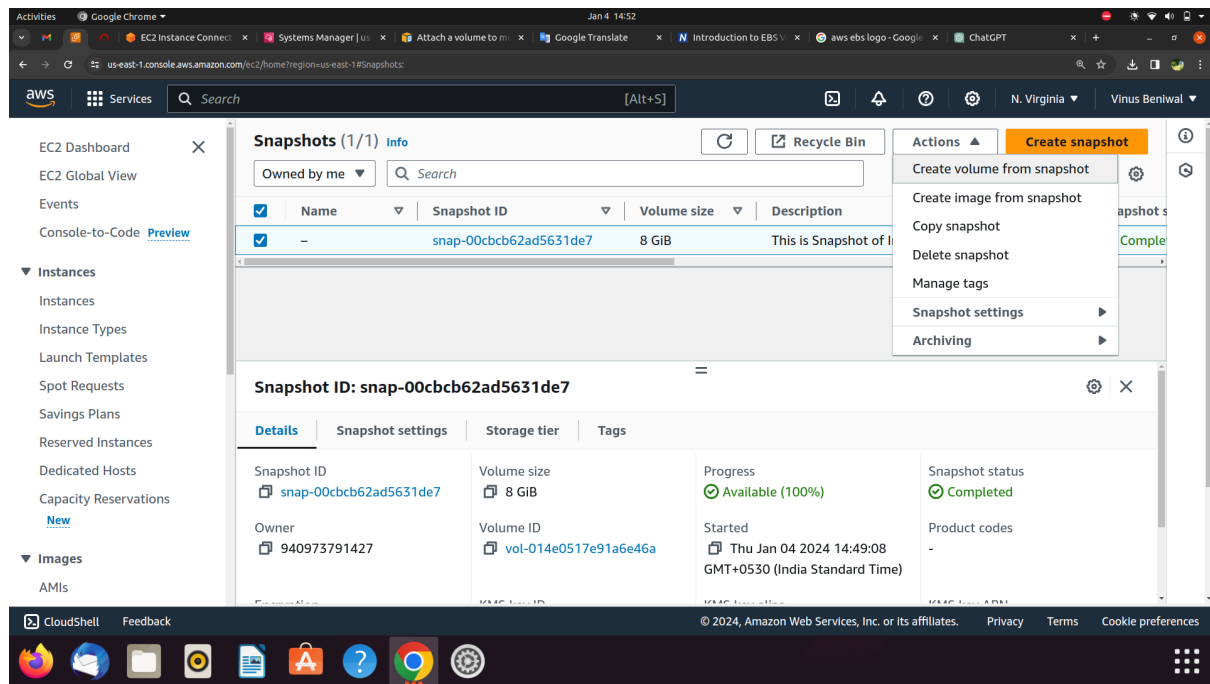 Activities Google Chrome Jan 4 14:52
EC2 Instance Connect Systems Manager | us Attach a volume to m Google Translate Introduction to EBS V aws ebs logo - Google ChatGPT
us-east-1.console.aws.amazon.com/ec2/home?region=us-east-1#Snapshots:
aws Services Search [Alt+S] N. Virginia Vinus Beniwal
EC2 Dashboard
EC2 Global View
Events
Console-to-Code Preview
Instances
Instances
Instance Types
Launch Templates
Spot Requests
Savings Plans
Reserved Instances
Dedicated Hosts
Capacity Reservations
New
Images
AMIs
Snapshots (1/1) Info Recycle Bin Actions Create snapshot
Owned by me Search
Name Snapshot ID Volume size Description apshot s
– snap-00cbcb62ad5631de7 8 GiB This is Snapshot of I Comple
Create volume from snapshot
Create image from snapshot
Copy snapshot
Delete snapshot
Manage tags
Snapshot settings
Archiving
Snapshot ID: snap-00cbcb62ad5631de7
Details Snapshot settings Storage tier Tags
Snapshot ID Volume size Progress Snapshot status
snap-00cbcb62ad5631de7 8 GiB Available (100%) Completed
Owner Volume ID Started Product codes
940973791427 vol-014e0517e91a6e46a Thu Jan 04 2024 14:49:08 -
GMT+0530 (India Standard Time)
CloudShell Feedback © 2024, Amazon Web Services, Inc. or its affiliates. Privacy Terms Cookie preferences